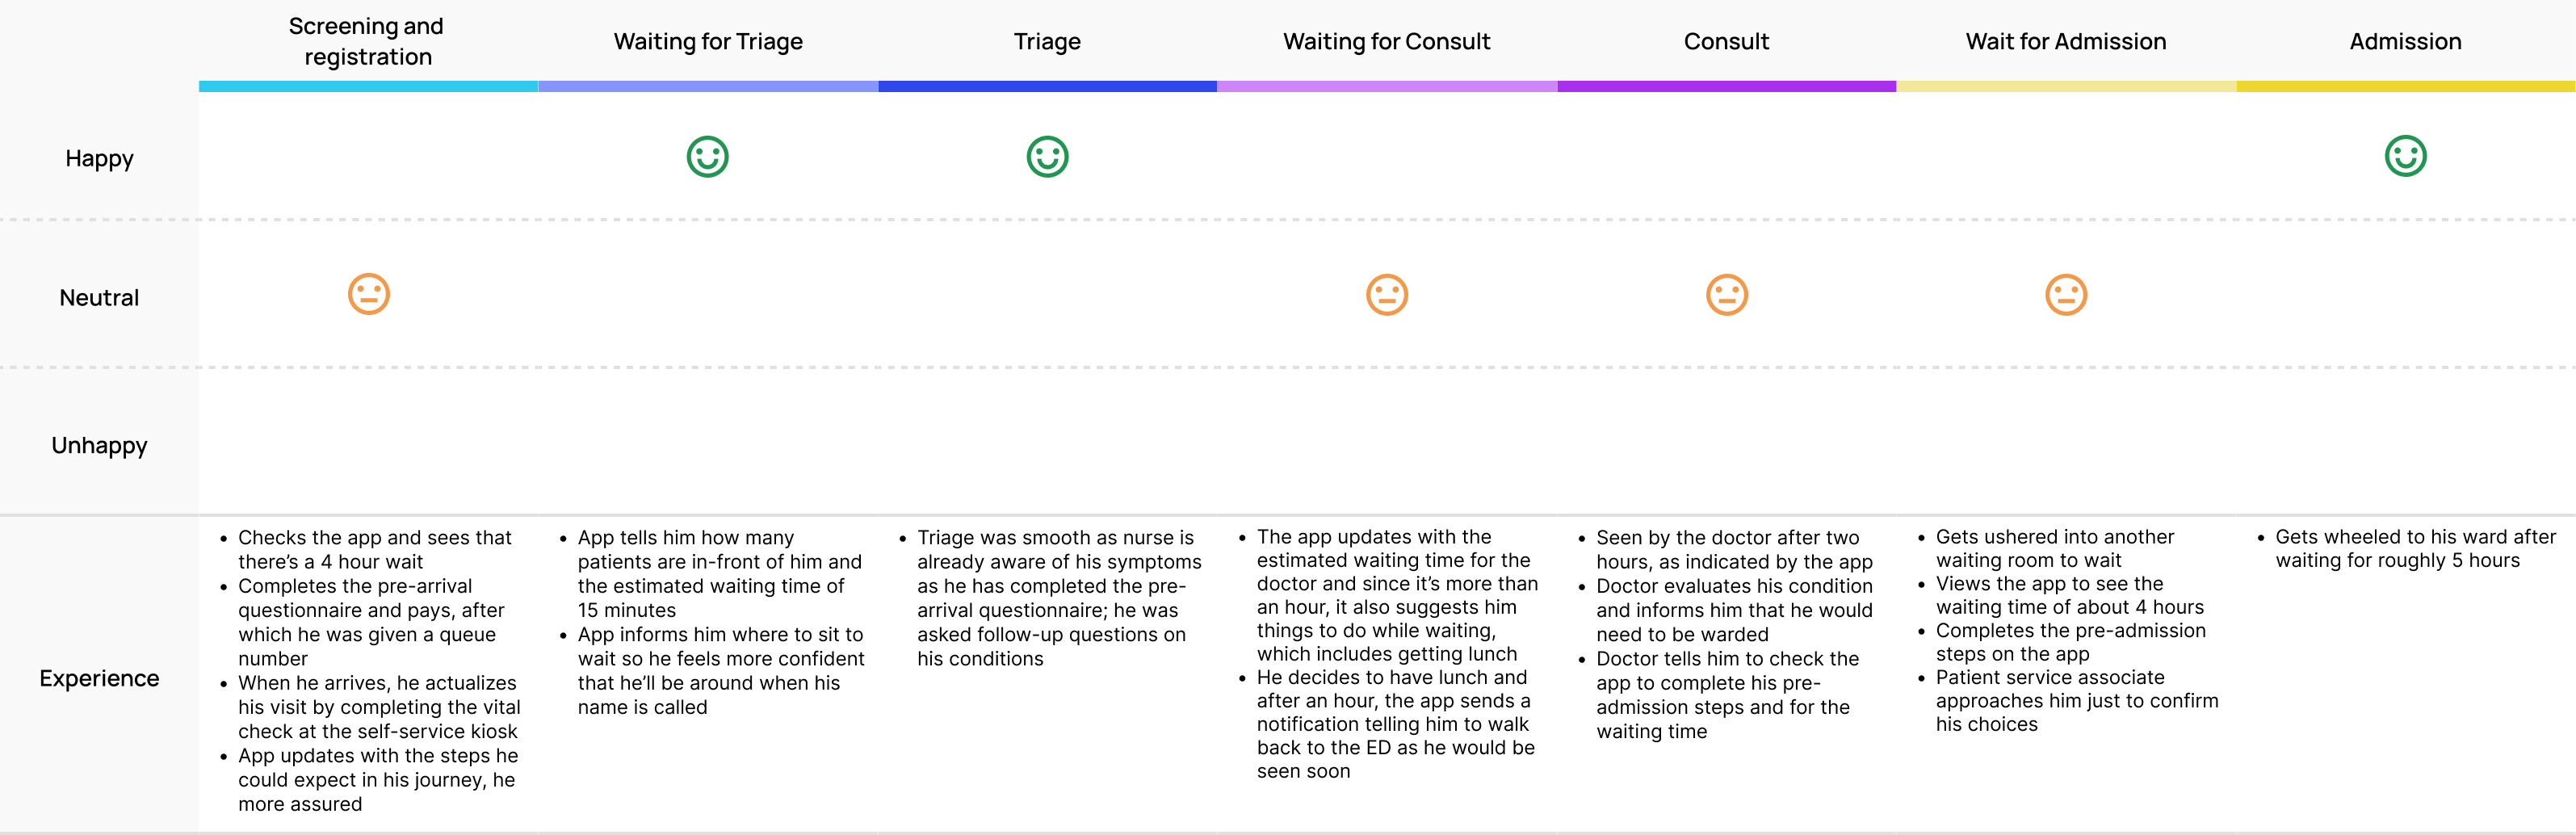 Screening and
registration
Waiting for Triage
Triage
Waiting for Consult
Consult
Wait for Admission
Admission
Happy
Neutral
Unhappy
Experience
• Checks the app and sees that
there’s a 4 hour wait
• Completes the pre-arrival
questionnaire and pays, after
which he was given a queue
number
• When he arrives, he actualizes
his visit by completing the vital
check at the self-service kiosk
• App updates with the steps he
could expect in his journey, he
more assured
• App tells him how many
patients are in-front of him and
the estimated waiting time of
15 minutes
• App informs him where to sit to
wait so he feels more confident
that he’ll be around when his
name is called
• Triage was smooth as nurse is
already aware of his symptoms
as he has completed the pre-
arrival questionnaire; he was
asked follow-up questions on
his conditions
• The app updates with the
estimated waiting time for the
doctor and since it’s more than
an hour, it also suggests him
things to do while waiting,
which includes getting lunch
• He decides to have lunch and
after an hour, the app sends a
notification telling him to walk
back to the ED as he would be
seen soon
• Seen by the doctor after two
hours, as indicated by the app
• Doctor evaluates his condition
and informs him that he would
need to be warded
• Doctor tells him to check the
app to complete his pre-
admission steps and for the
waiting time
• Gets ushered into another
waiting room to wait
• Views the app to see the
waiting time of about 4 hours
• Completes the pre-admission
steps on the app
• Patient service associate
approaches him just to confirm
his choices
• Gets wheeled to his ward after
waiting for roughly 5 hours